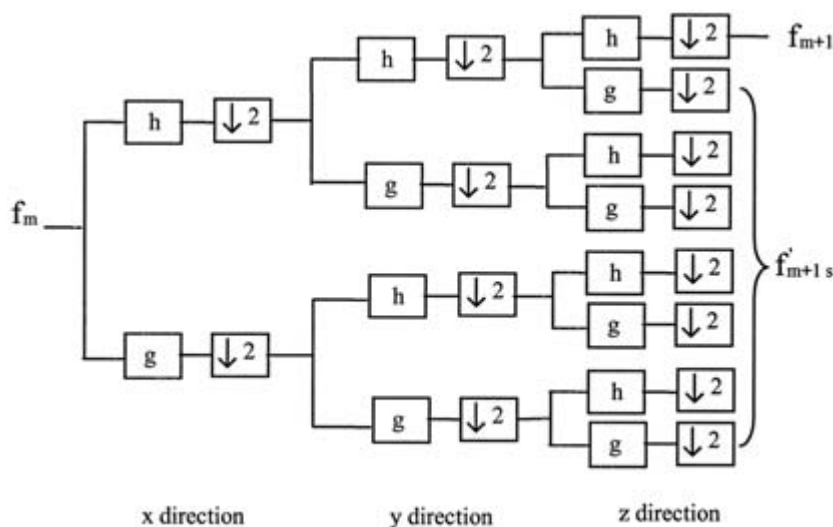 h ↓2 f_{m+1}
h ↓2
g ↓2
h ↓2
h ↓2
g ↓2
g ↓2
f_m
h ↓2
h ↓2
f'_{m+1 s}
g ↓2
g ↓2
h ↓2
g ↓2
g ↓2
x direction y direction z direction